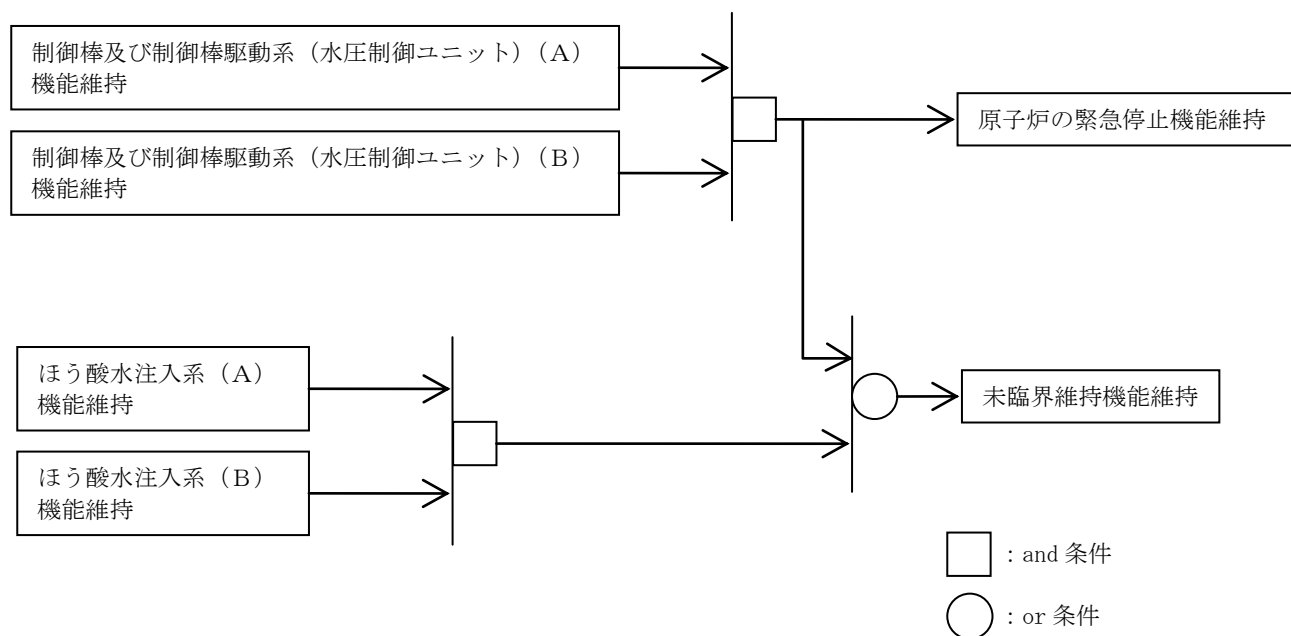 制御棒及び制御棒駆動系（水圧制御ユニット）（A）
機能維持
制御棒及び制御棒駆動系（水圧制御ユニット）（B）
機能維持
原子炉の緊急停止機能維持
ほう酸水注入系（A）
機能維持
ほう酸水注入系（B）
機能維持
未臨界維持機能維持
：and 条件
：or 条件